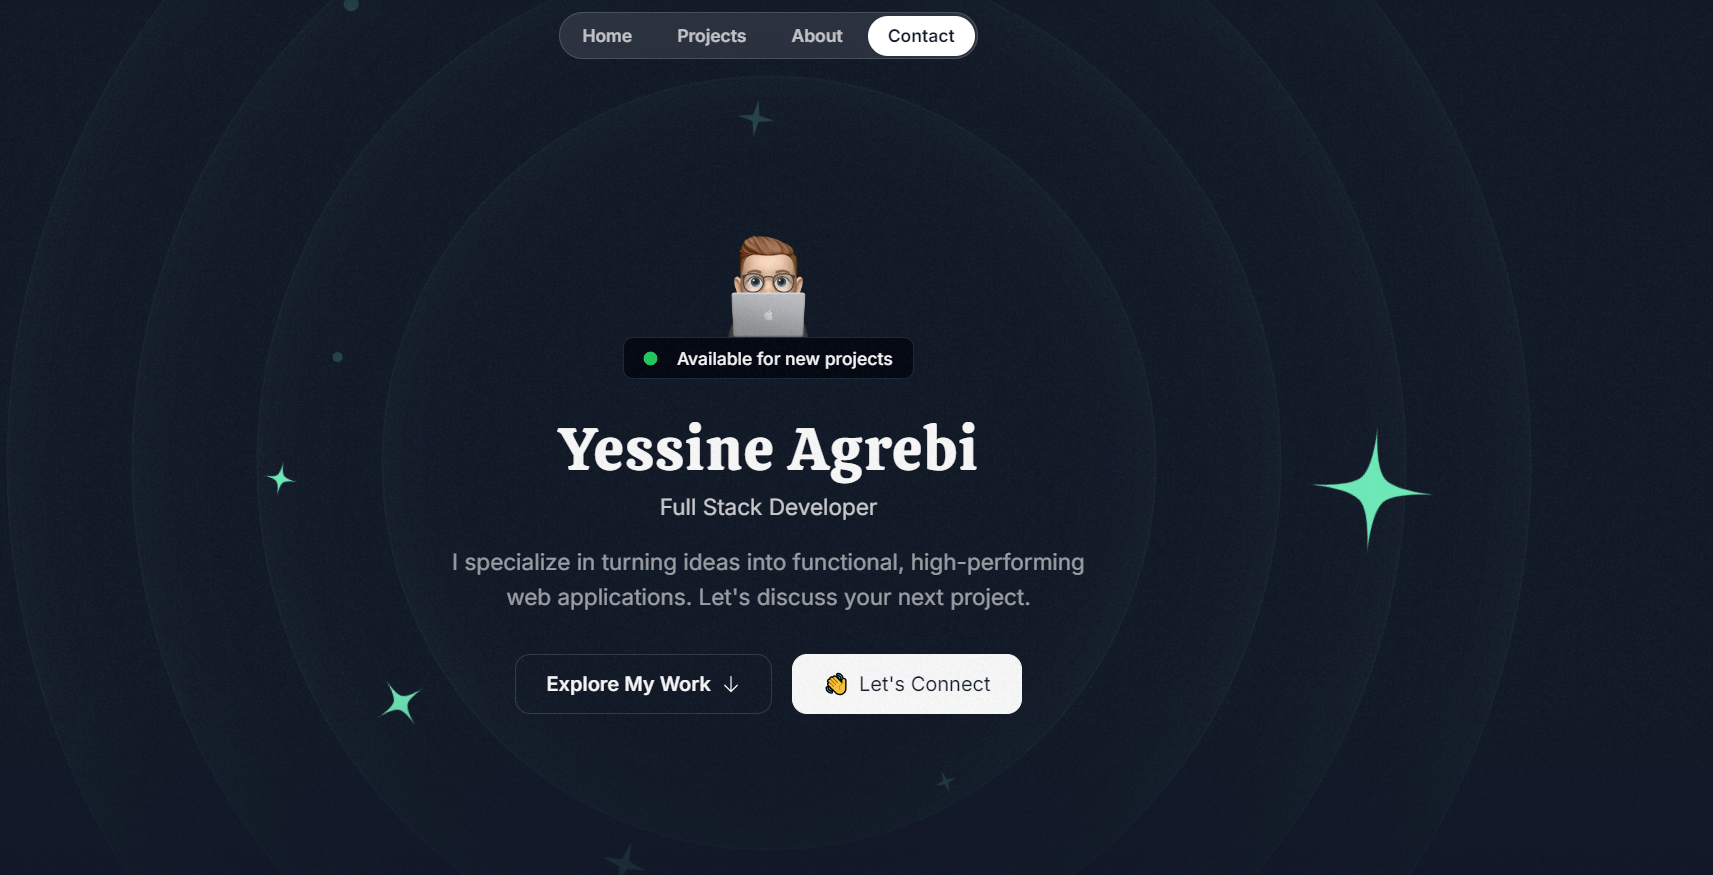 Home Projects About Contact
Available for new projects
Yessine Agrebi
Full Stack Developer
I specialize in turning ideas into functional, high-performing
web applications. Let's discuss your next project.
Explore My Work ↓ 👋 Let's Connect